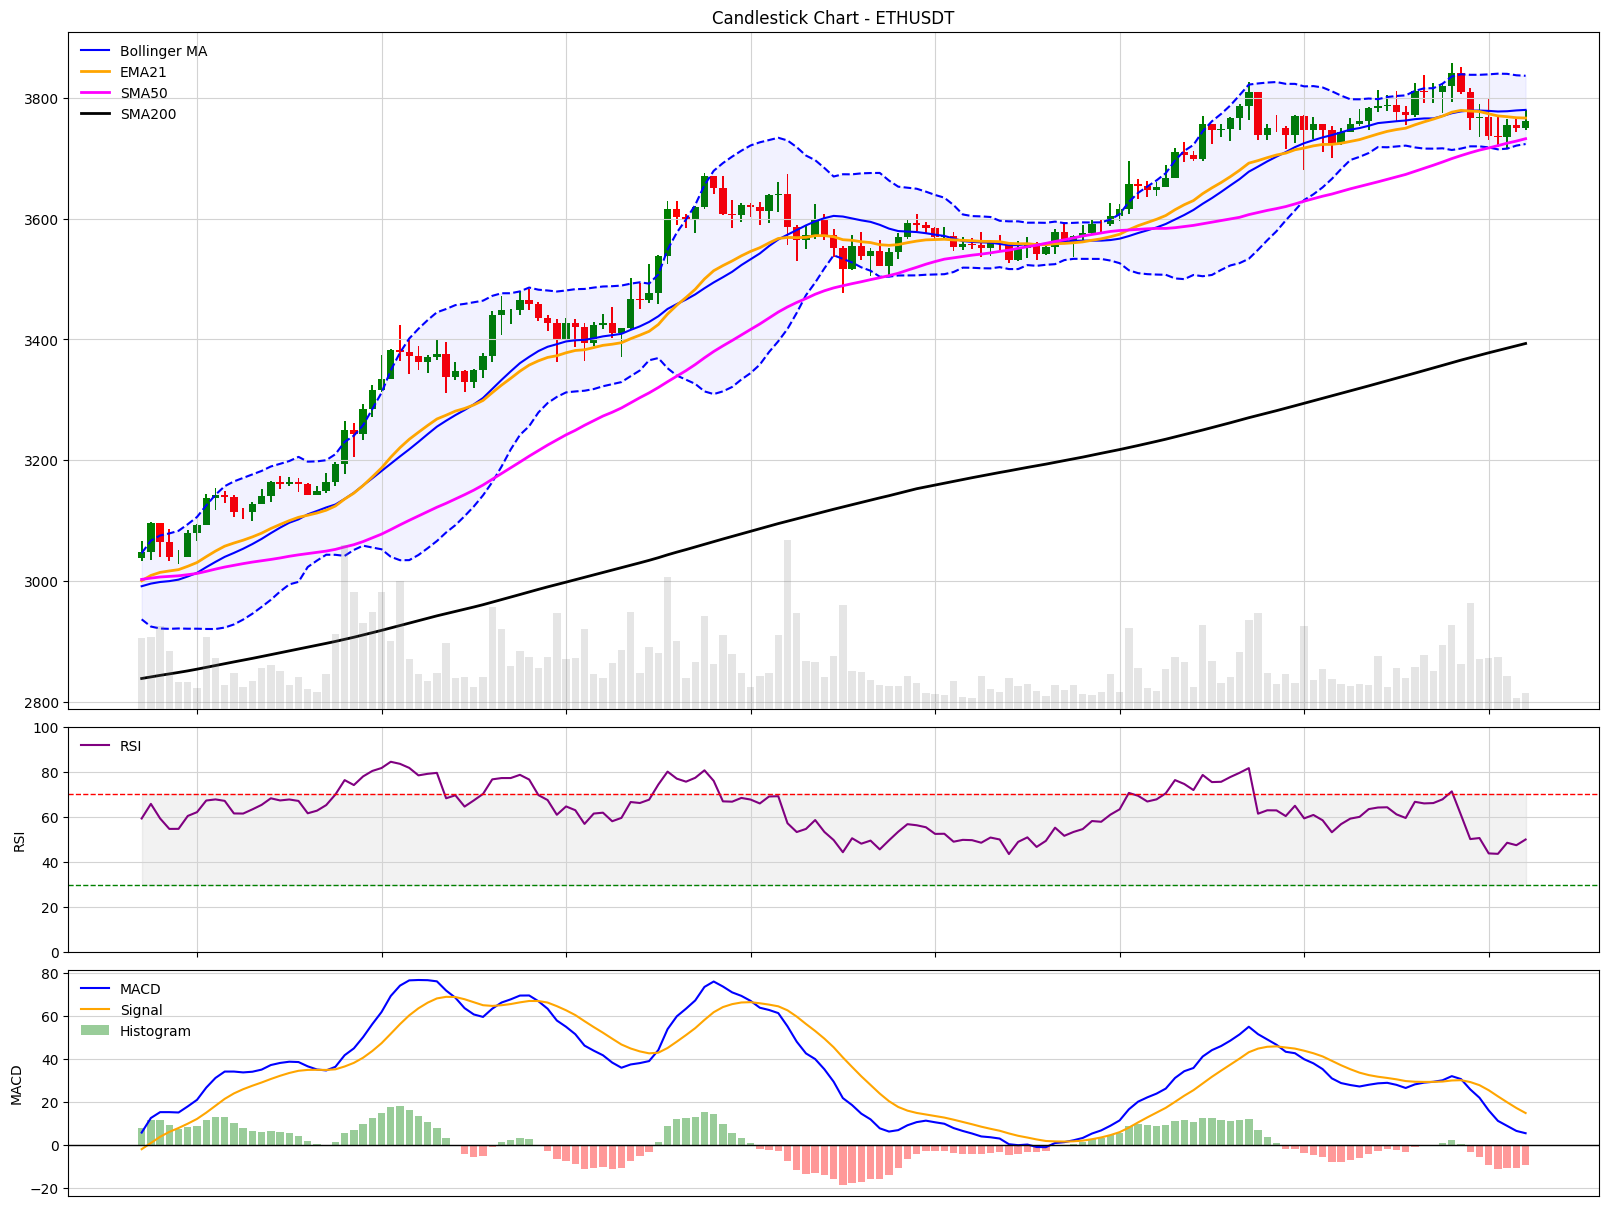 Candlestick Chart - ETHUSDT
Bollinger MA
EMA21
SMA50
SMA200
3800
3600
3400
3200
3000
2800
RSI
100
80
60
40
20
0
RSI
MACD
Signal
Histogram
80
60
40
20
0
−20
MACD